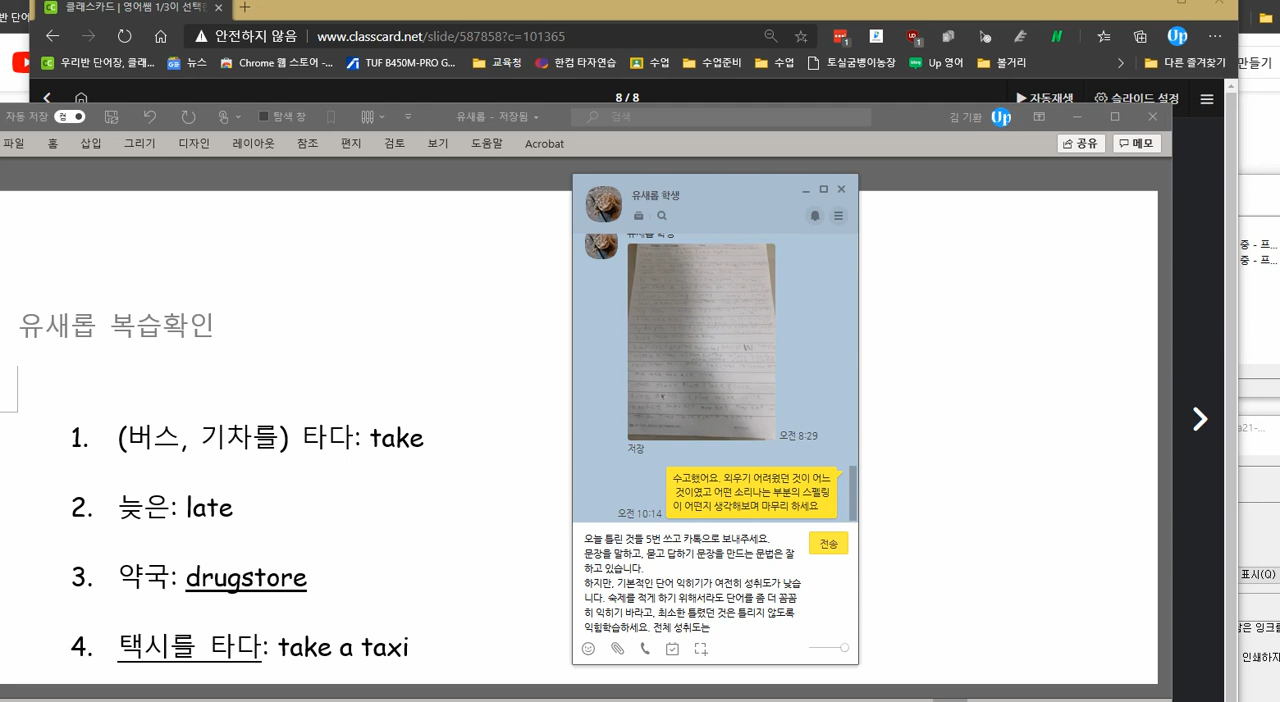 클래스카드 | 영어쌤 1/3이 선택
안전하지 않음 | www.classcard.net/slide/587858?c=101365
우리반 단어장, 클래...
뉴스
Chrome 웹 스토어 -...
TUF B450M-PRO G...
교육청
한컴 타자연습
수업
수업준비
수업
토실굼벵이농장
Up 영어
볼거리
다른 즐겨찾기
만들기
8 / 8
자동재생
슬라이드 설정
자동 저장
탐색 창
유새롭 - 저장됨
검색
김 기환
Up
파일 홈 삽입 그리기 디자인 레이아웃 참조 편지 검토 보기 도움말 Acrobat
공유
메모
유새롭 복습확인
1. (버스, 기차를) 타다: take
2. 늦은: late
3. 약국: drugstore
4. 택시를 타다: take a taxi
유새롭 학생
유새롭 학생
오전 8:29
저장
수고했어요. 외우기 어려웠던 것이 어느
것이였고 어떤 소리나는 부분의 스펠링
이 어떤지 생각해보며 마무리 하세요
오전 10:14
오늘 틀린 것들 5번 쓰고 카톡으로 보내주세요.
문장을 말하고, 묻고 답하기 문장을 만드는 문법은 잘
하고 있습니다.
하지만, 기본적인 단어 익히기가 여전히 성취도가 낮습
니다. 숙제를 적게 하기 위해서라도 단어를 좀 더 꼼꼼
히 익히기 바라고, 최소한 틀렸던 것은 틀리지 않도록
익힘학습하세요. 전체 성취도는
전송
중 - 프...
중 - 프...
a21-...
표시(O)
인쇄하지